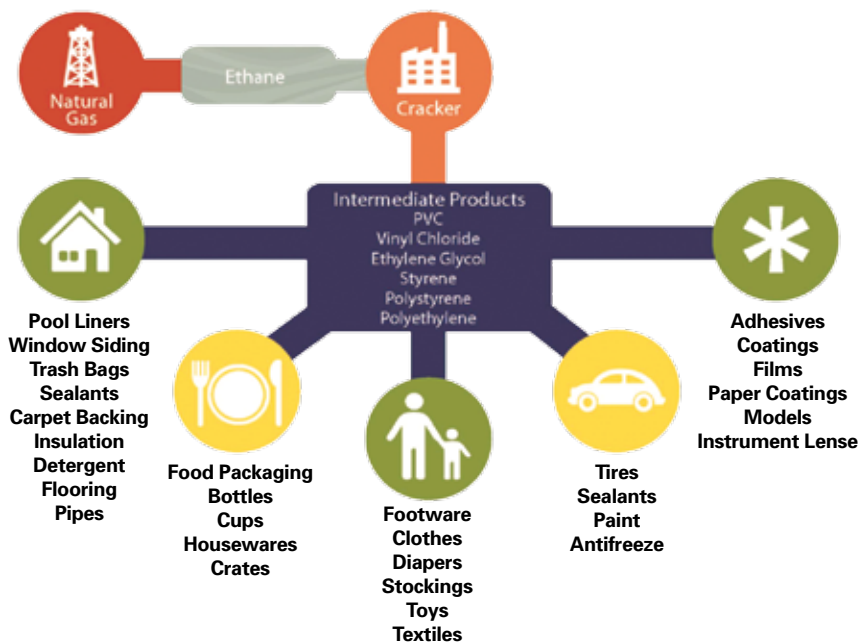 Natural
Gas
Ethane
Cracker
Intermediate Products
PVC
Vinyl Chloride
Ethylene Glycol
Styrene
Polystyrene
Polyethylene
Pool Liners
Window Siding
Trash Bags
Sealants
Carpet Backing
Insulation
Detergent
Flooring
Pipes
Food Packaging
Bottles
Cups
Housewares
Crates
Footware
Clothes
Diapers
Stockings
Toys
Textiles
Tires
Sealants
Paint
Antifreeze
Adhesives
Coatings
Films
Paper Coatings
Models
Instrument Lense